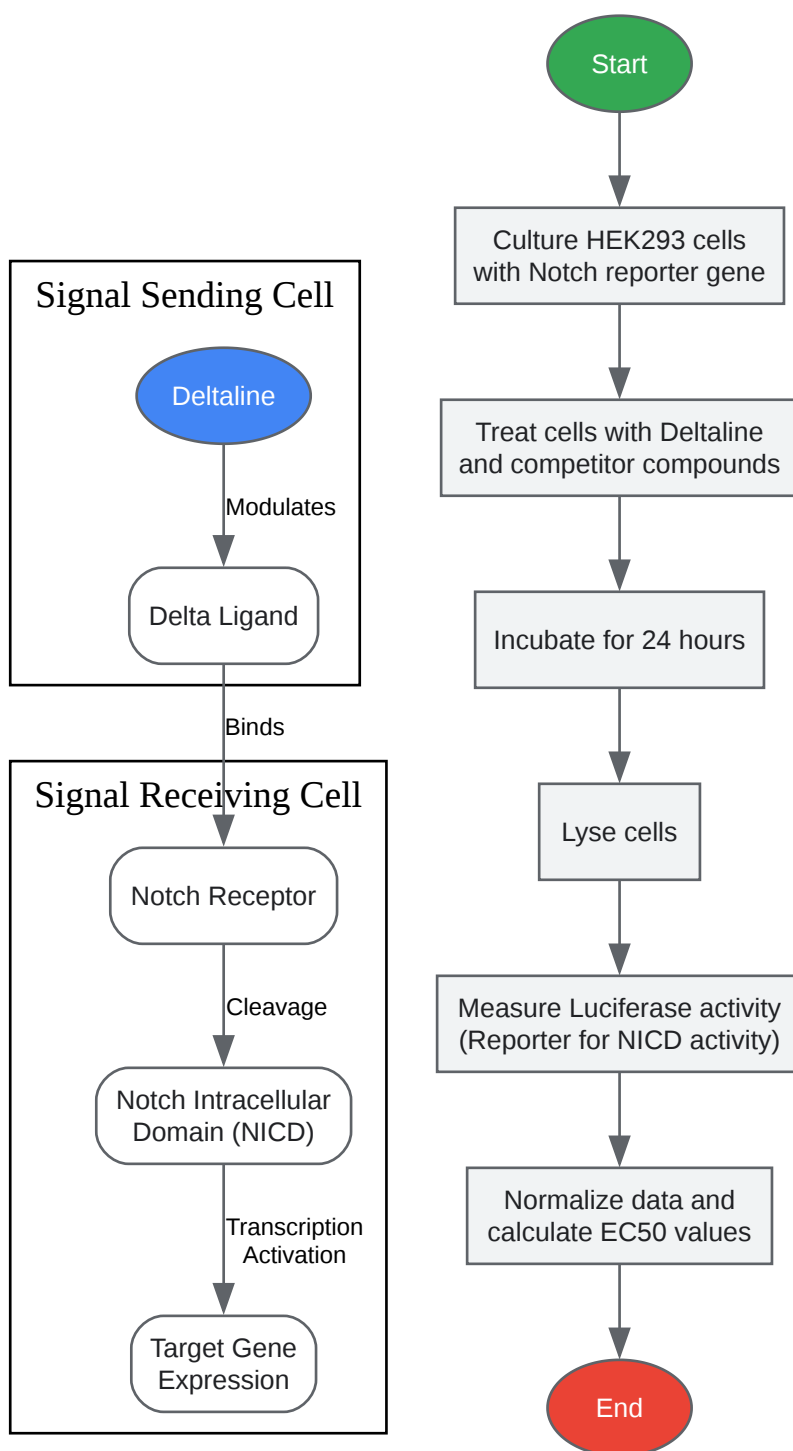 Signal Sending Cell
Deltaline
Modulates
Delta Ligand
Binds
Signal Receiving Cell
Notch Receptor
Cleavage
Notch Intracellular
Domain (NICD)
Transcription
Activation
Target Gene
Expression
Start
Culture HEK293 cells
with Notch reporter gene
Treat cells with Deltaline
and competitor compounds
Incubate for 24 hours
Lyse cells
Measure Luciferase activity
(Reporter for NICD activity)
Normalize data and
calculate EC50 values
End